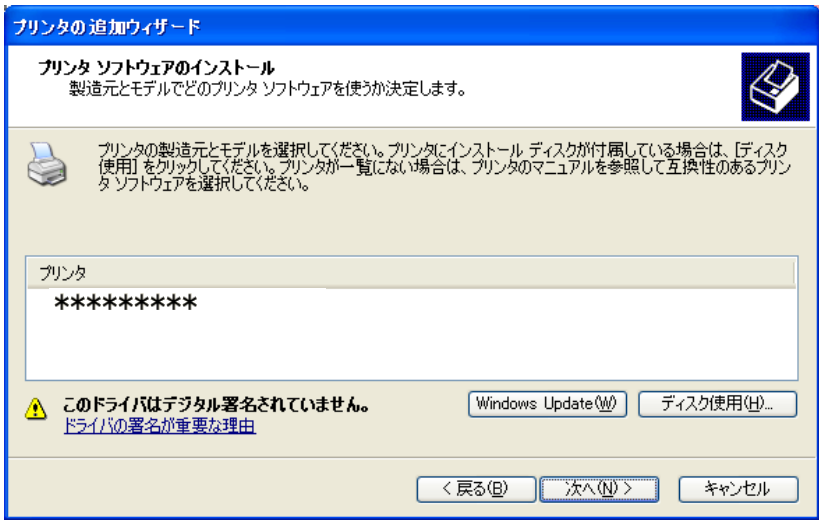 プリンタの追加ウィザード
プリンタ ソフトウェアのインストール
製造元とモデルでどのプリンタ ソフトウェアを使うか決定します。
プリンタの製造元とモデルを選択してください。プリンタにインストール ディスクが付属している場合は、[ディスク
使用] をクリックしてください。プリンタが一覧にない場合は、プリンタのマニュアルを参照して互換性のあるプリン
タ ソフトウェアを選択してください。
プリンタ
*********
このドライバはデジタル署名されていません。
Windows Update(W)
ディスク使用(H)...
ドライバの署名が重要な理由
< 戻る(B)
次へ(N) >
キャンセル